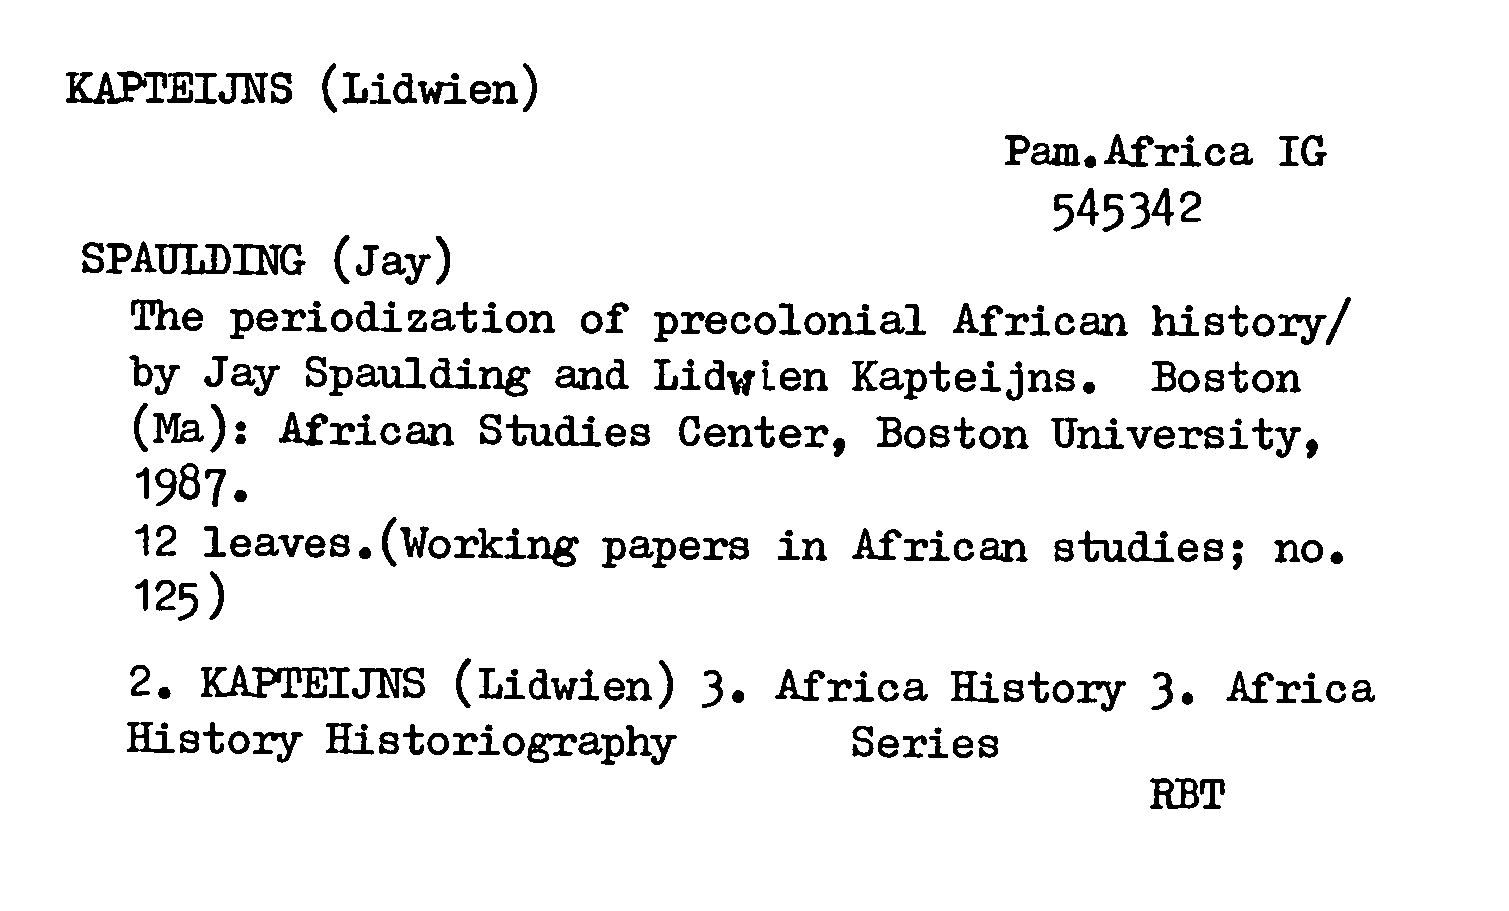 KAPTEIJNS (Lidwien)
Pam.Africa IG
545342
SPAULDING (Jay)
The periodization of precolonial African history/
by Jay Spaulding and Lidwien Kapteijns. Boston
(Ma): African Studies Center, Boston University,
1987.
12 leaves.(Working papers in African studies; no.
125)
2. KAPTEIJNS (Lidwien) 3. Africa History 3. Africa
History Historiography Series
RBT